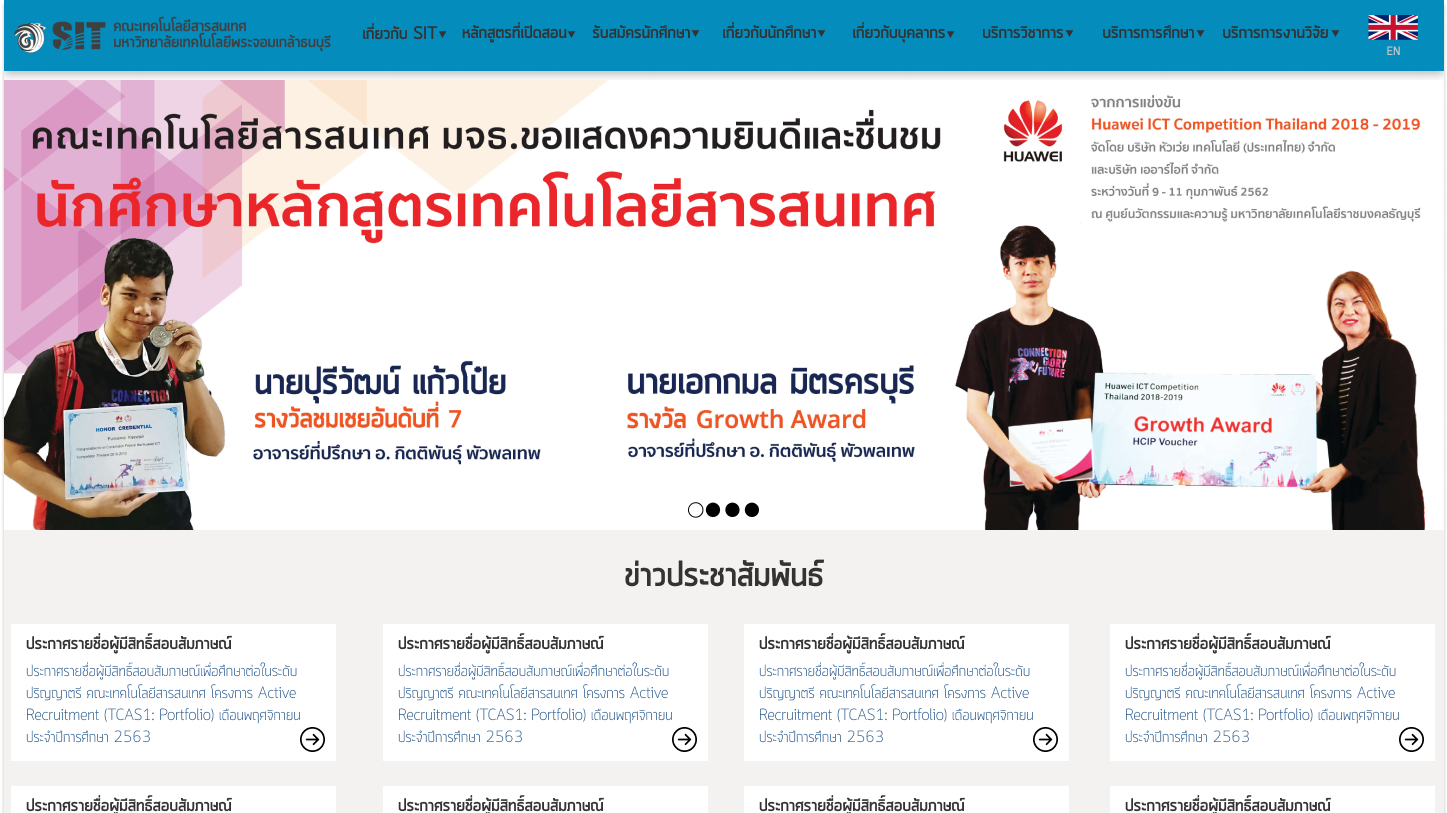 SIT
คณะเทคโนโลยีสารสนเทศ
มหาวิทยาลัยเทคโนโลยีพระจอมเกล้าธนบุรี
เกี่ยวกับ SIT▾ หลักสูตรที่เปิดสอน▾ รับสมัครนักศึกษา▾ เกี่ยวกับนักศึกษา▾ เกี่ยวกับบุคลากร▾ บริการวิชาการ▾ บริการการศึกษา▾ บริการการงานวิจัย▾
EN
คณะเทคโนโลยีสารสนเทศ มจธ.ขอแสดงความยินดีและชื่นชม
นักศึกษาหลักสูตรเทคโนโลยีสารสนเทศ
HUAWEI
จากการแข่งขัน
Huawei ICT Competition Thailand 2018 - 2019
จัดโดย บริษัท หัวเว่ย เทคโนโลยี่ (ประเทศไทย) จำกัด
และบริษัท เออาร์ไอที จำกัด
ระหว่างวันที่ 9 - 11 กุมภาพันธ์ 2562
ณ ศูนย์นวัตกรรมและความรู้ มหาวิทยาลัยเทคโนโลยีราชมงคลธัญบุรี
CONNECTION
HONOR CREDENTIAL
นายปุรีวัฒน์ แก้วโป๋ย
รางวัลชมเชยอันดับที่ 7
อาจารย์ที่ปรึกษา อ. กิตติพันธุ์ พัวพลเทพ
นายเอกกมล มิตรครบุรี
รางวัล Growth Award
อาจารย์ที่ปรึกษา อ. กิตติพันธุ์ พัวพลเทพ
CONNECTION
GLORY
FUTURE
Huawei ICT Competition
Thailand 2018-2019
Growth Award
HCIP Voucher
ข่าวประชาสัมพันธ์
ประกาศรายชื่อผู้มีสิทธิ์สอบสัมภาษณ์
ประกาศรายชื่อผู้มีสิทธิ์สอบสัมภาษณ์เพื่อศึกษาต่อในระดับ
ปริญญาตรี คณะเทคโนโลยีสารสนเทศ โครงการ Active
Recruitment (TCAS1: Portfolio) เดือนพฤศจิกายน
ประจำปีการศึกษา 2563
ประกาศรายชื่อผู้มีสิทธิ์สอบสัมภาษณ์
ประกาศรายชื่อผู้มีสิทธิ์สอบสัมภาษณ์เพื่อศึกษาต่อในระดับ
ปริญญาตรี คณะเทคโนโลยีสารสนเทศ โครงการ Active
Recruitment (TCAS1: Portfolio) เดือนพฤศจิกายน
ประจำปีการศึกษา 2563
ประกาศรายชื่อผู้มีสิทธิ์สอบสัมภาษณ์
ประกาศรายชื่อผู้มีสิทธิ์สอบสัมภาษณ์เพื่อศึกษาต่อในระดับ
ปริญญาตรี คณะเทคโนโลยีสารสนเทศ โครงการ Active
Recruitment (TCAS1: Portfolio) เดือนพฤศจิกายน
ประจำปีการศึกษา 2563
ประกาศรายชื่อผู้มีสิทธิ์สอบสัมภาษณ์
ประกาศรายชื่อผู้มีสิทธิ์สอบสัมภาษณ์เพื่อศึกษาต่อในระดับ
ปริญญาตรี คณะเทคโนโลยีสารสนเทศ โครงการ Active
Recruitment (TCAS1: Portfolio) เดือนพฤศจิกายน
ประจำปีการศึกษา 2563
ประกาศรายชื่อผู้มีสิทธิ์สอบสัมภาษณ์
ประกาศรายชื่อผู้มีสิทธิ์สอบสัมภาษณ์
ประกาศรายชื่อผู้มีสิทธิ์สอบสัมภาษณ์
ประกาศรายชื่อผู้มีสิทธิ์สอบสัมภาษณ์